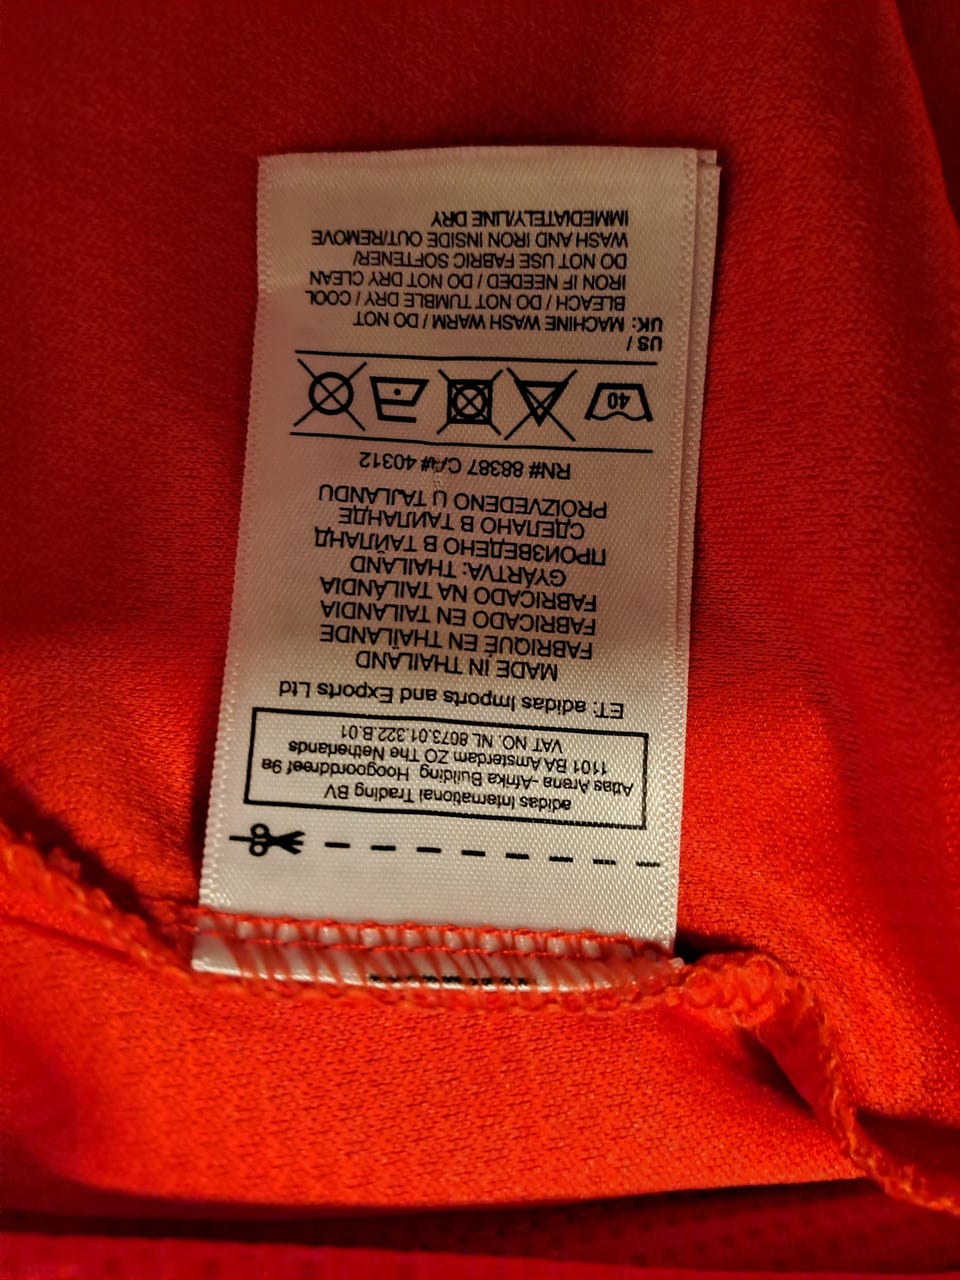 adidas International Trading BV
Atlas Arena -Afrika Building Hoogoorddreef 9a
1101 BA Amsterdam ZO The Netherlands
VAT NO. NL 8073.01.322.B.01
ET: adidas Imports and Exports Ltd
MADE IN THAILAND
FABRIQUÉ EN THAÏLANDE
FABRICADO EN TAILANDIA
FABRICADO NA TAILÂNDIA
GYÁRTVA: THAILAND
ПРОИЗВЕДЕНО В ТАЙЛАНД
СДЕЛАНО В ТАИЛАНДЕ
PROIZVEDENO U TAJLANDU
RN# 88387 CA# 40312
40
US /
UK: MACHINE WASH WARM / DO NOT
BLEACH / DO NOT TUMBLE DRY / COOL
IRON IF NEEDED / DO NOT DRY CLEAN
DO NOT USE FABRIC SOFTENER/
WASH AND IRON INSIDE OUT/REMOVE
IMMEDIATELY/LINE DRY